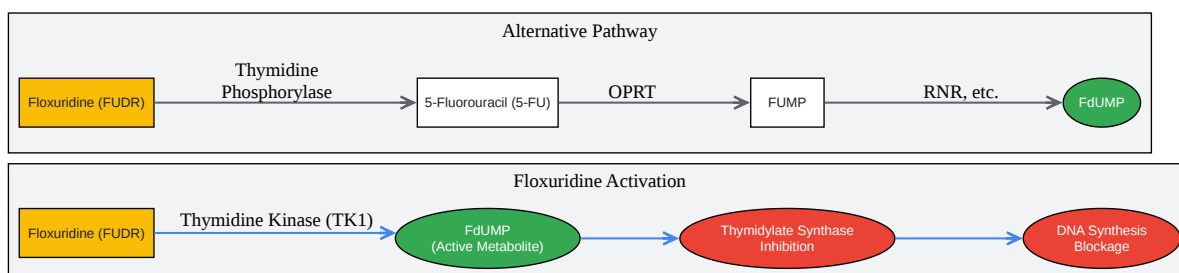 Alternative Pathway
Floxuridine (FUDR)
Thymidine
Phosphorylase
5-Fluorouracil (5-FU)
OPRT
FUMP
RNR, etc.
FdUMP
Floxuridine Activation
Floxuridine (FUDR)
Thymidine Kinase (TK1)
FdUMP
(Active Metabolite)
Thymidylate Synthase
Inhibition
DNA Synthesis
Blockage